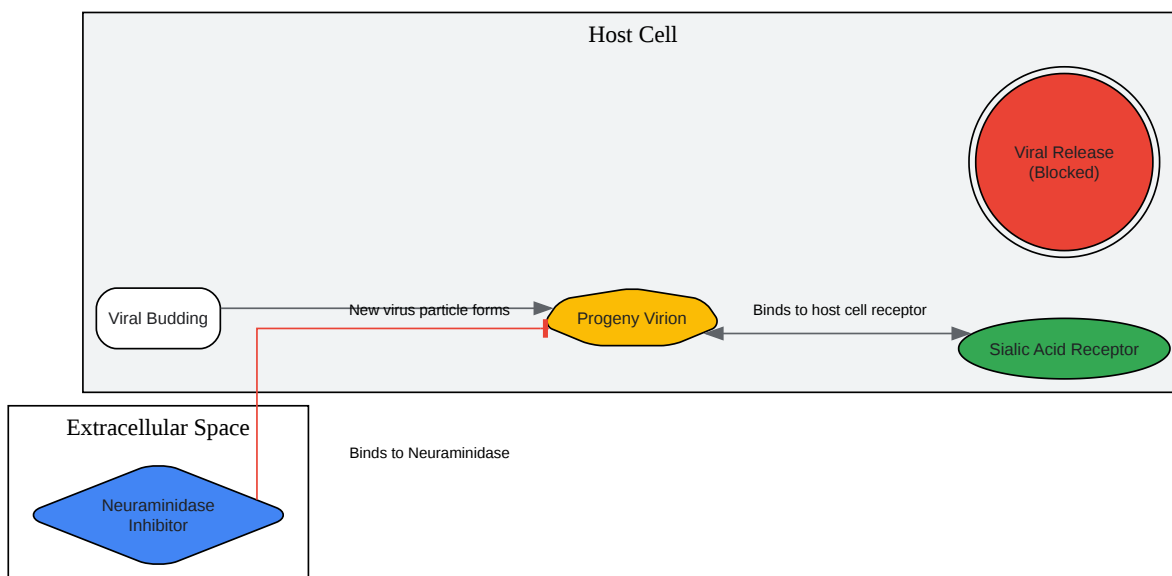 Host Cell
Viral Release
(Blocked)
Viral Budding
New virus particle forms
Progeny Virion
Binds to host cell receptor
Sialic Acid Receptor
Extracellular Space
Binds to Neuraminidase
Neuraminidase
Inhibitor